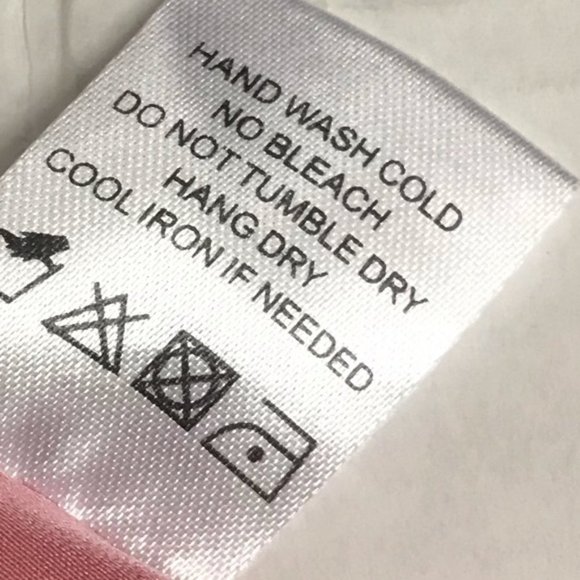 HAND WASH COLD
NO BLEACH
DO NOT TUMBLE DRY
HANG DRY
COOL IRON IF NEEDED